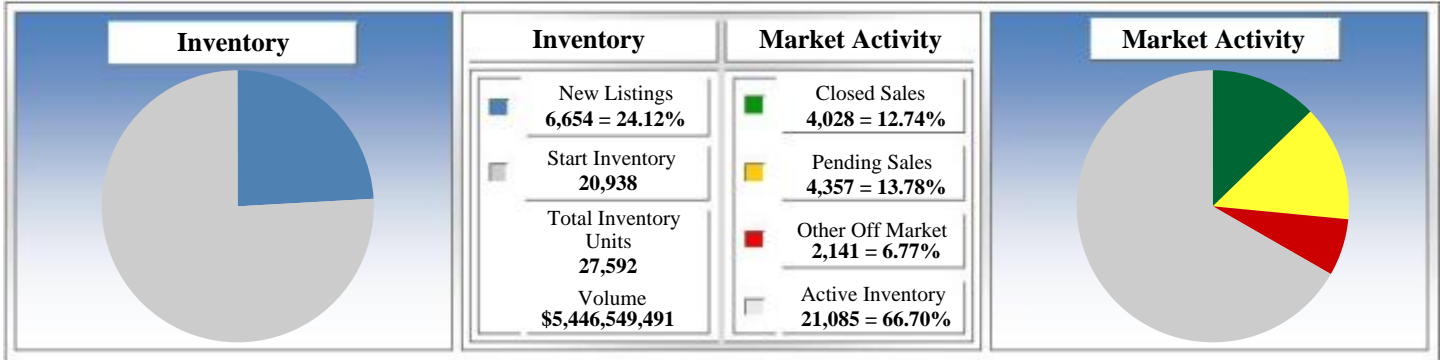 Inventory
Inventory
New Listings
6,654 = 24.12%
Start Inventory
20,938
Total Inventory
Units
27,592
Volume
$5,446,549,491
Market Activity
Closed Sales
4,028 = 12.74%
Pending Sales
4,357 = 13.78%
Other Off Market
2,141 = 6.77%
Active Inventory
21,085 = 66.70%
Market Activity